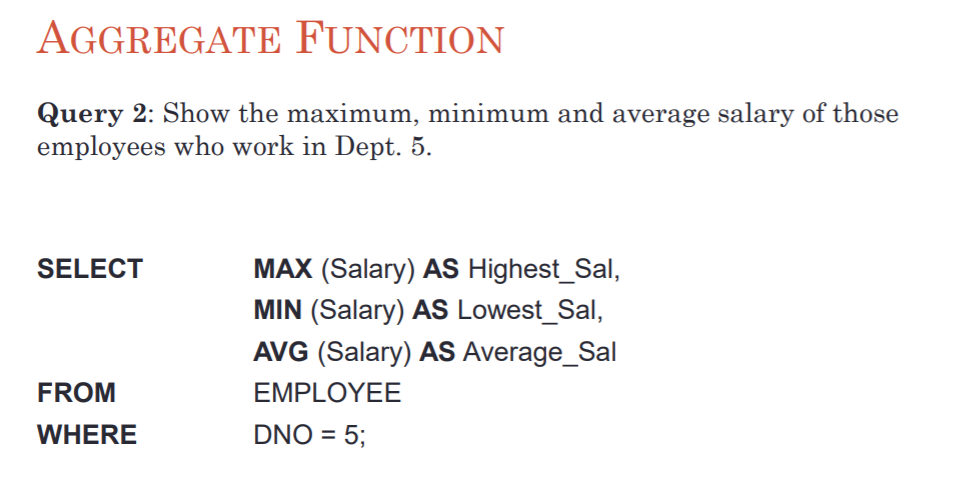 AGGREGATE FUNCTION
Query 2: Show the maximum, minimum and average salary of those
employees who work in Dept. 5.
SELECT MAX (Salary) AS Highest_Sal,
MIN (Salary) AS Lowest_Sal,
AVG (Salary) AS Average_Sal
FROM EMPLOYEE
WHERE DNO = 5;